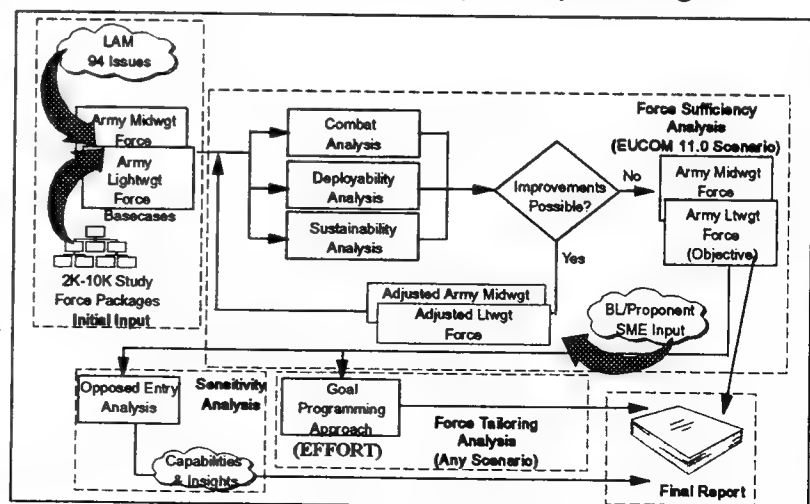 LAM
94 Issues
Army Midwgt
Force
Army
Lightwgt
Force
Basecases
2K-10K Study
Force Packages
Initial Input
Combat
Analysis
Deployability
Analysis
Sustainability
Analysis
Improvements
Possible?
No
Yes
Force Sufficiency
Analysis
(EUCOM 11.0 Scenario)
Army Midwgt
Force
Army Ltwgt
Force
(Objective)
Adjusted Army Midwgt
Adjusted Ltwgt
Force
BL/Proponent
SME Input
Opposed Entry
Analysis
Sensitivity
Analysis
Capabilities
& Insights
Goal
Programming
Approach
(EFFORT)
Force Tailoring
Analysis
(Any Scenario)
Final Report